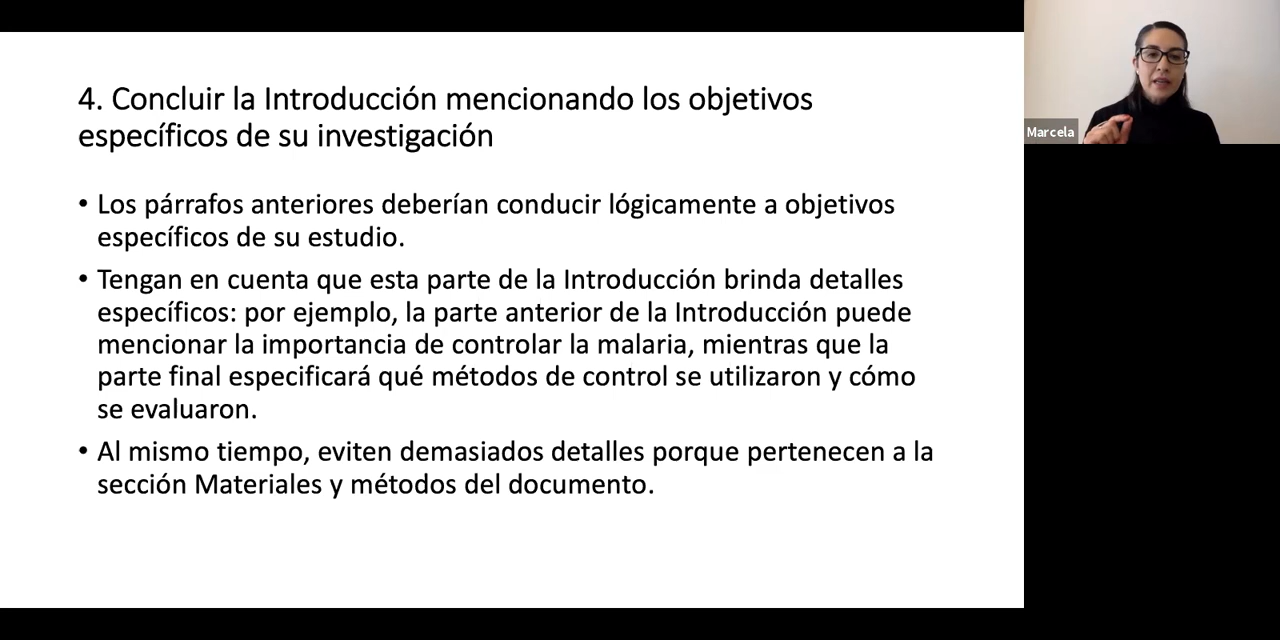 4. Concluir la Introducción mencionando los objetivos
específicos de su investigación
• Los párrafos anteriores deberían conducir lógicamente a objetivos
específicos de su estudio.
• Tengan en cuenta que esta parte de la Introducción brinda detalles
específicos: por ejemplo, la parte anterior de la Introducción puede
mencionar la importancia de controlar la malaria, mientras que la
parte final especificará qué métodos de control se utilizaron y cómo
se evaluaron.
• Al mismo tiempo, eviten demasiados detalles porque pertenecen a la
sección Materiales y métodos del documento.
Marcela